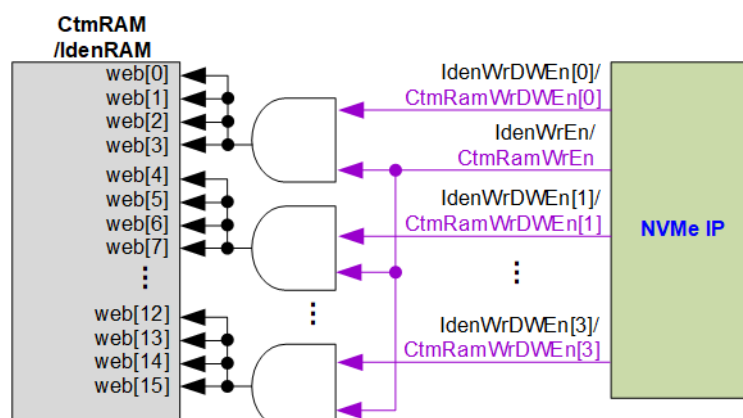 CtmRAM
/IdenRAM
web[0]
web[1]
web[2]
web[3]
web[4]
web[5]
web[6]
web[7]
web[12]
web[13]
web[14]
web[15]
IdenWrDWEn[0]/
CtmRamWrDWEn[0]
IdenWrEn/
CtmRamWrEn
IdenWrDWEn[1]/
CtmRamWrDWEn[1]
IdenWrDWEn[3]/
CtmRamWrDWEn[3]
NVMe IP